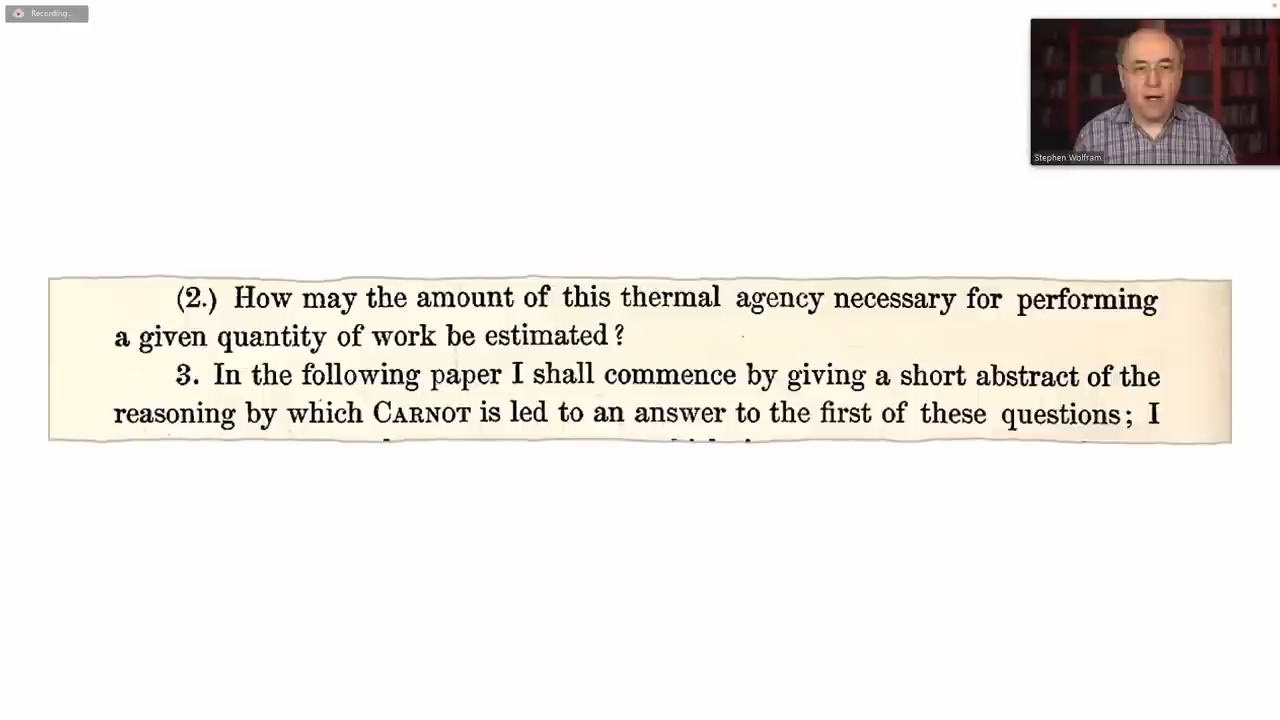 Recording...
Stephen Wolfram
(2.) How may the amount of this thermal agency necessary for performing
a given quantity of work be estimated?
3. In the following paper I shall commence by giving a short abstract of the
reasoning by which CARNOT is led to an answer to the first of these questions; I